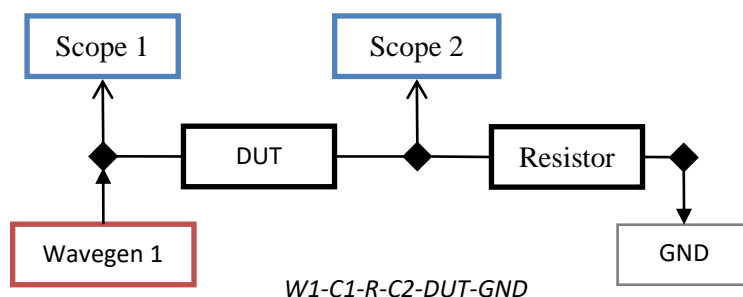 Scope 1
Scope 2
DUT
Resistor
Wavegen 1
GND
W1-C1-R-C2-DUT-GND